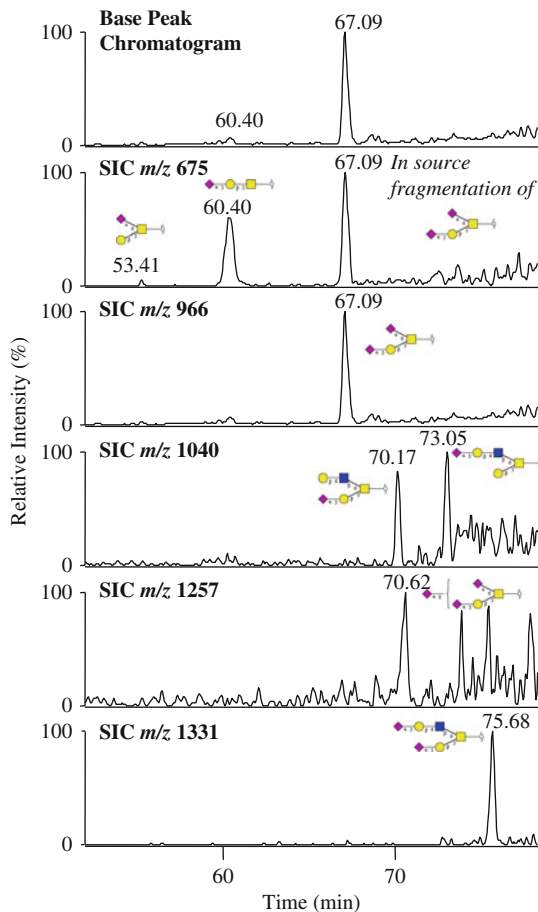 Base Peak
Chromatogram
100
0
60.40
67.09
SIC m/z 675
100
0
53.41
60.40
67.09
In source
fragmentation of
SIC m/z 966
100
0
67.09
SIC m/z 1040
100
0
70.17
73.05
SIC m/z 1257
100
0
70.62
SIC m/z 1331
100
0
75.68
60
70
Time (min)
Relative Intensity (%)